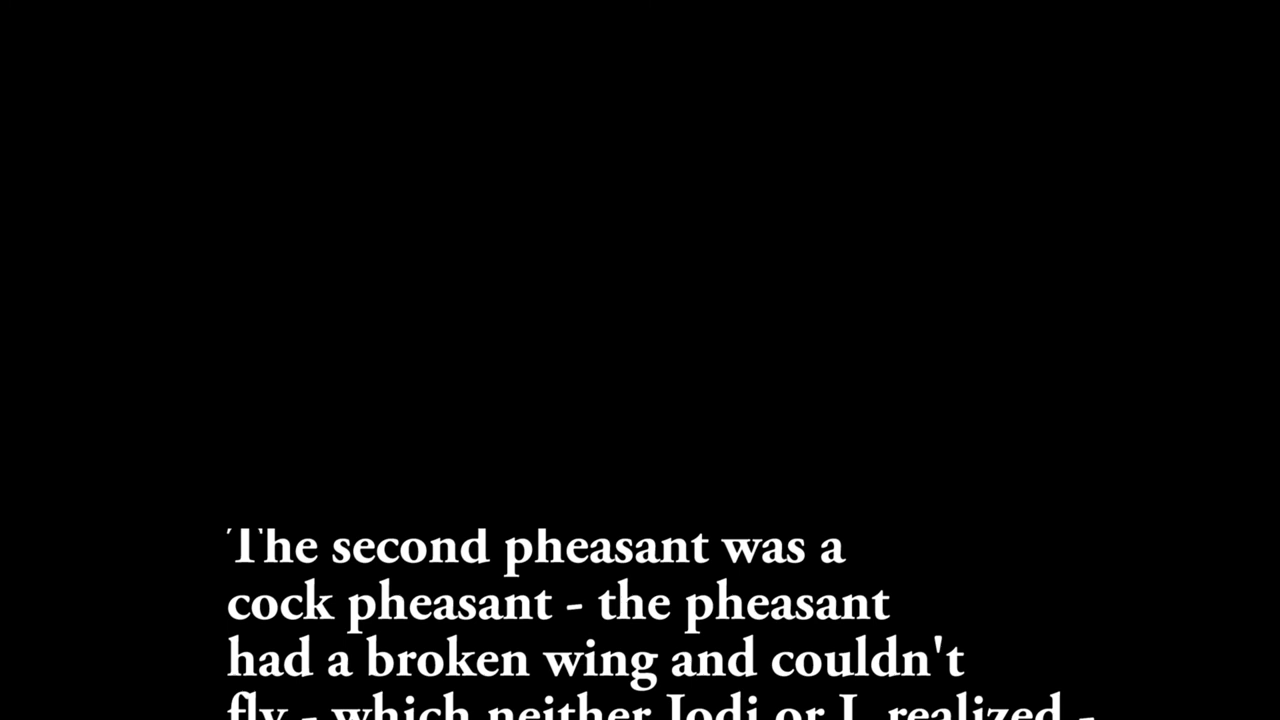 The second pheasant was a
cock pheasant - the pheasant
had a broken wing and couldn't
fly - which neither Jodi or I realized -